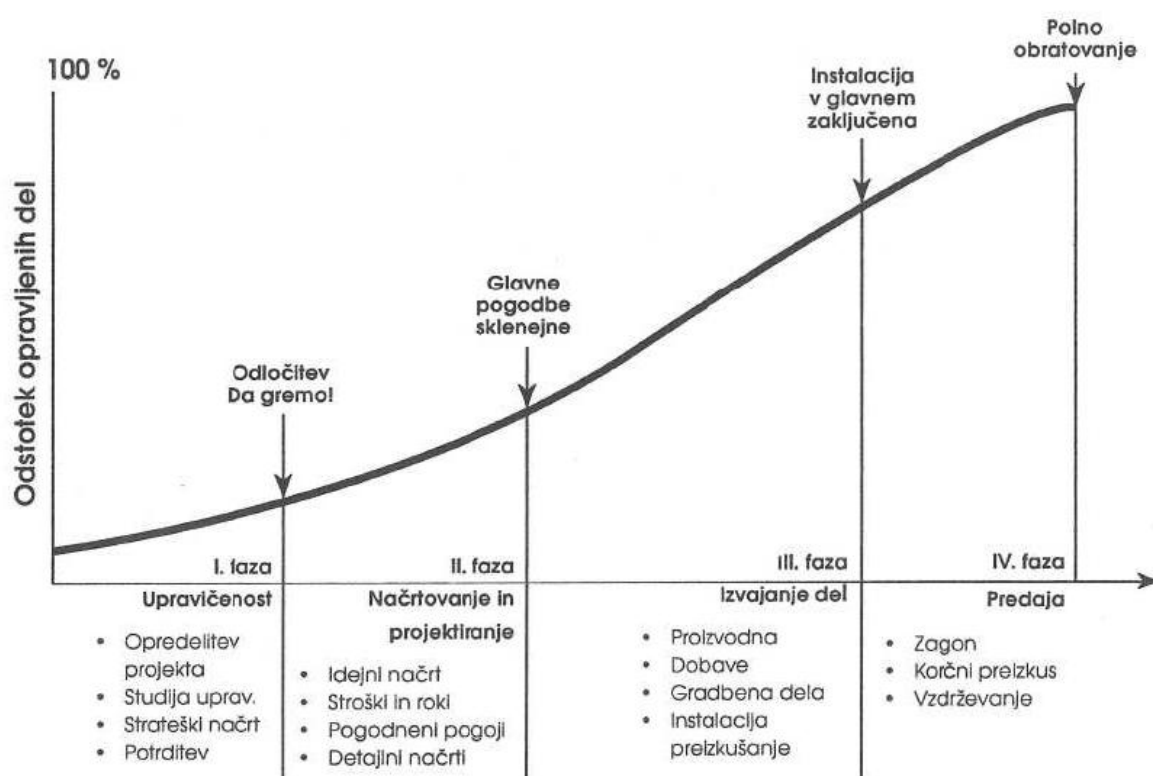 100 %
Odstotek opravljenih del
Odločitev
Da gremo!
Glavne
pogodbe
sklenejne
Instalacija
v glavnem
zaključena
Polno
obratovanje
I. faza
Upravičenost
• Opredelitev
projekta
• Studija uprav.
• Strateški načrt
• Potrditev
II. faza
Načrtovanje in
projektiranje
• Idejni načrt
• Stroški in roki
• Pogodneni pogoji
• Detajlni načrti
III. faza
Izvajanje del
• Proizvodna
• Dobave
• Gradbena dela
• Instalacija
preizkušanje
IV. faza
Predaja
• Zagon
• Korčni preizkus
• Vzdrževanje